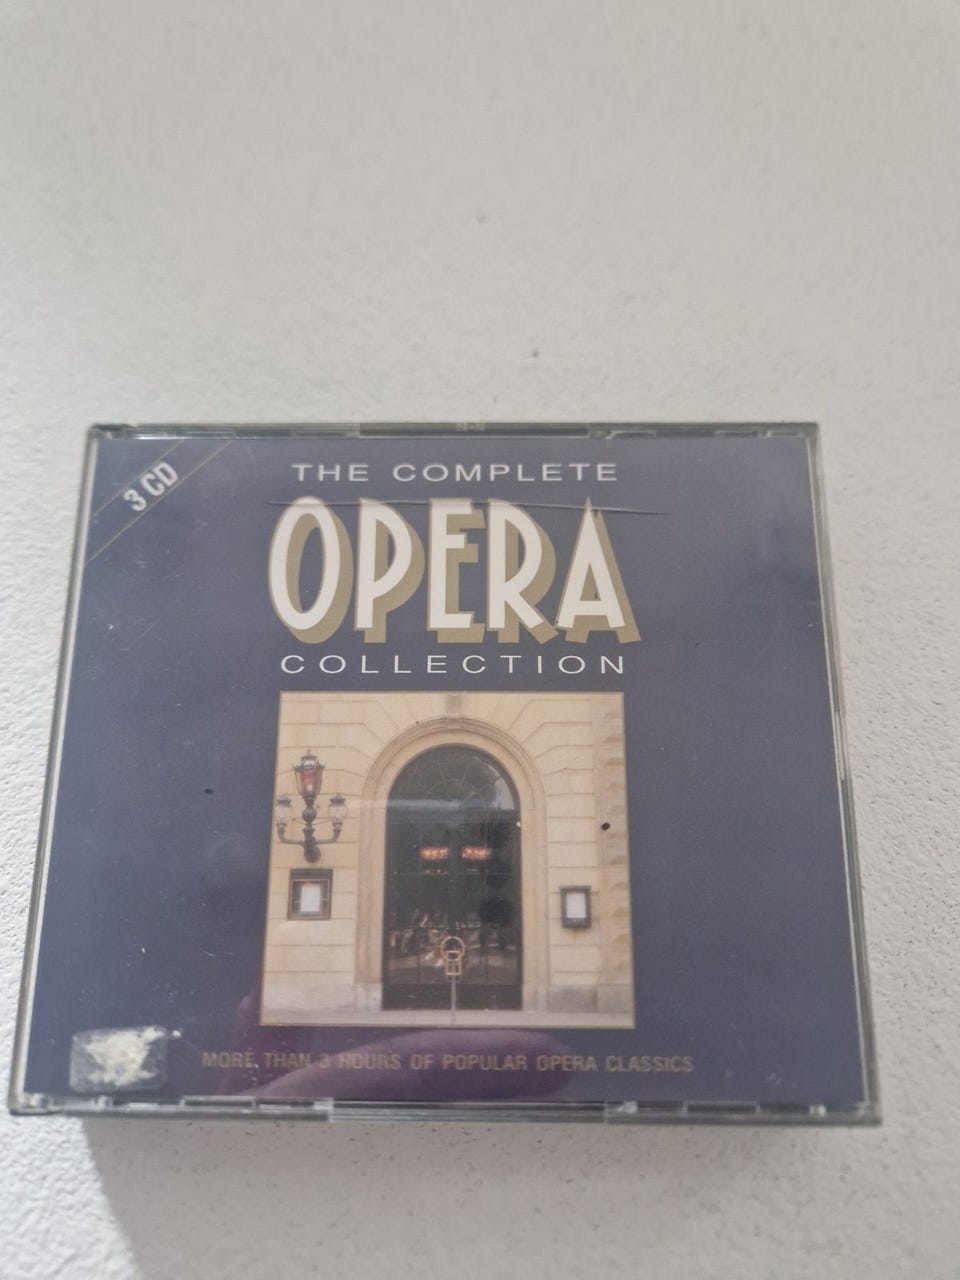 3 CD
THE COMPLETE
OPERA
COLLECTION
MORE THAN 3 HOURS OF POPULAR OPERA CLASSICS